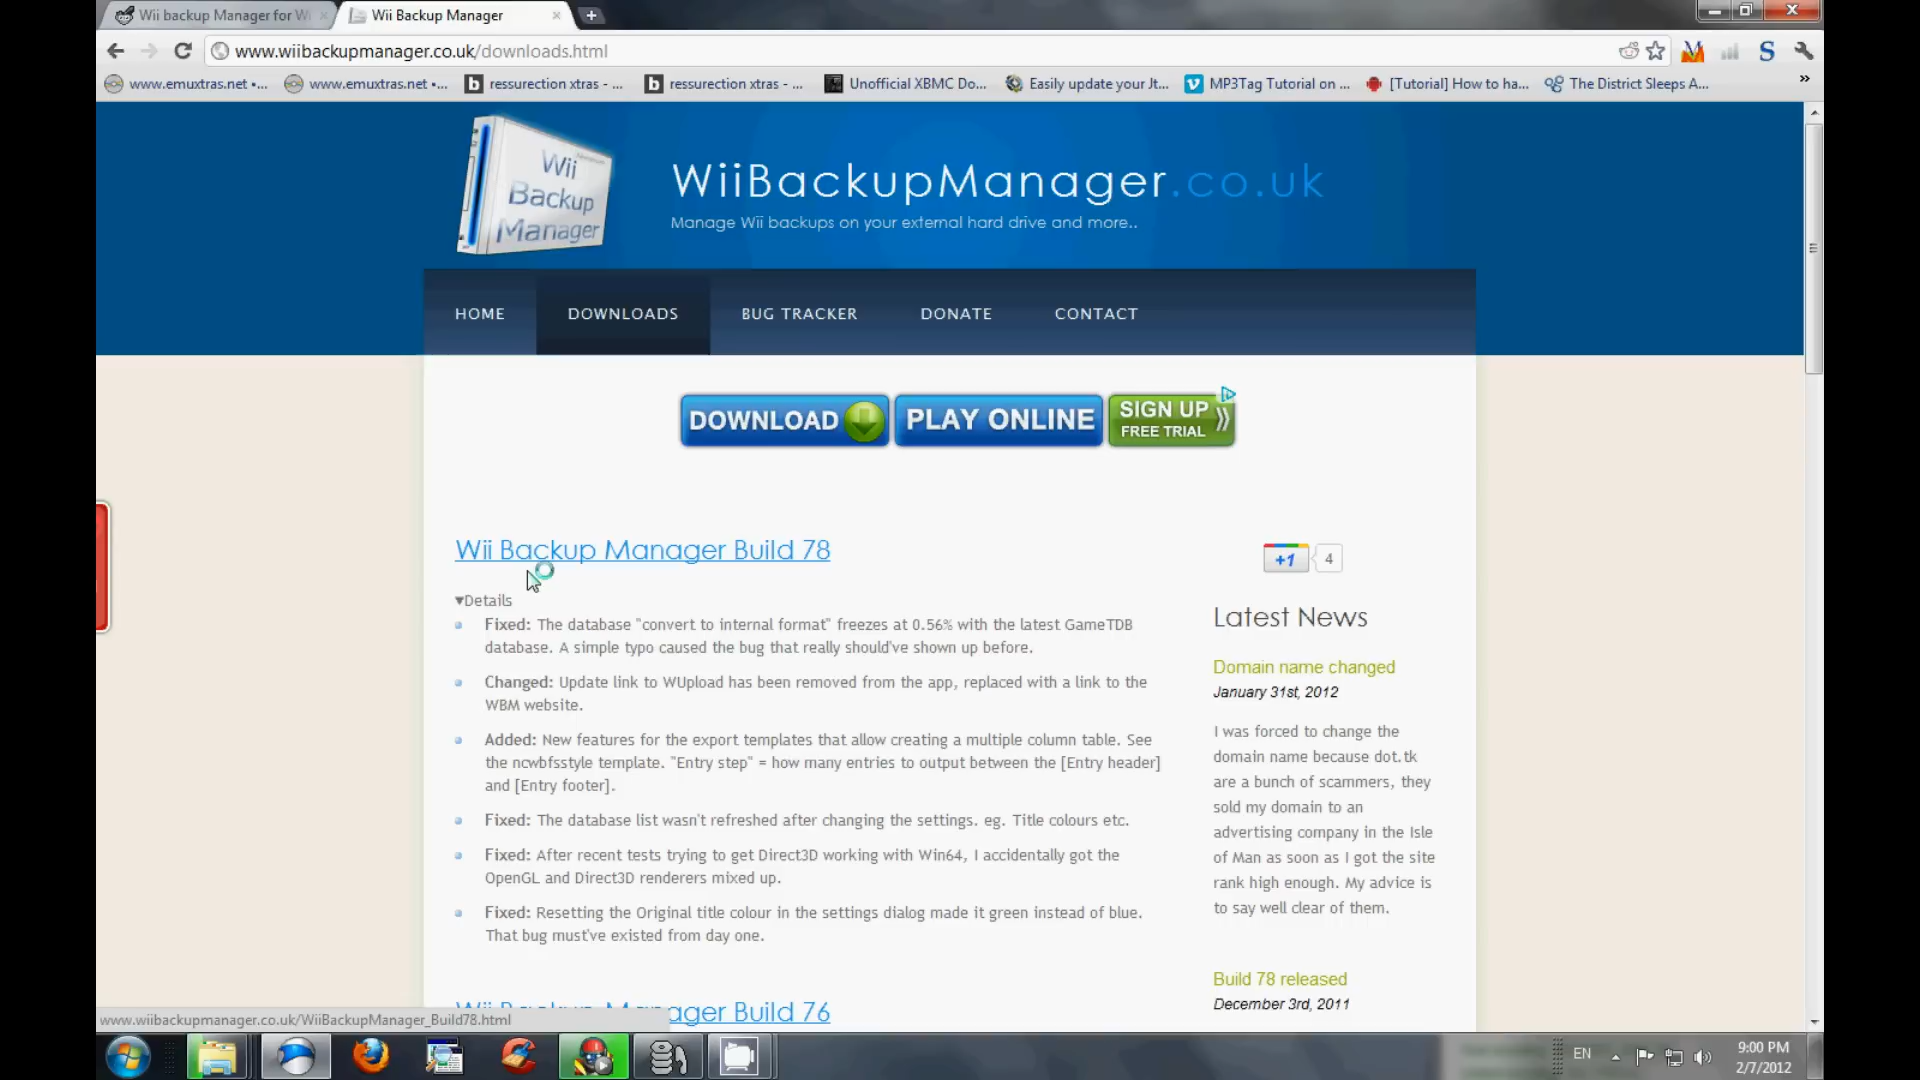 Wii backup Manager for Wi
Wii Backup Manager
www.wiibackupmanager.co.uk/downloads.html
www.emuxtras.net •...
www.emuxtras.net •...
ressurection xtras - ...
ressurection xtras - ...
Unofficial XBMC Do...
Easily update your Jt...
MP3Tag Tutorial on ...
[Tutorial] How to ha...
The District Sleeps A...
»
Wii
Backup
Manager
WiiBackupManager.co.uk
Manage Wii backups on your external hard drive and more..
HOME
DOWNLOADS
BUG TRACKER
DONATE
CONTACT
DOWNLOAD
PLAY ONLINE
SIGN UP
FREE TRIAL
Wii Backup Manager Build 78
▼Details
Fixed: The database "convert to internal format" freezes at 0.56% with the latest GameTDB
database. A simple typo caused the bug that really should've shown up before.
Changed: Update link to WUpload has been removed from the app, replaced with a link to the
WBM website.
Added: New features for the export templates that allow creating a multiple column table. See
the ncwbfsstyle template. "Entry step" = how many entries to output between the [Entry header]
and [Entry footer].
Fixed: The database list wasn't refreshed after changing the settings. eg. Title colours etc.
Fixed: After recent tests trying to get Direct3D working with Win64, I accidentally got the
OpenGL and Direct3D renderers mixed up.
Fixed: Resetting the Original title colour in the settings dialog made it green instead of blue.
That bug must've existed from day one.
Wii Backup Manager Build 76
+1
4
Latest News
Domain name changed
January 31st, 2012
I was forced to change the
domain name because dot.tk
are a bunch of scammers, they
sold my domain to an
advertising company in the Isle
of Man as soon as I got the site
rank high enough. My advice is
to say well clear of them.
Build 78 released
December 3rd, 2011
www.wiibackupmanager.co.uk/WiiBackupManager_Build78.html
EN
9:00 PM
2/7/2012